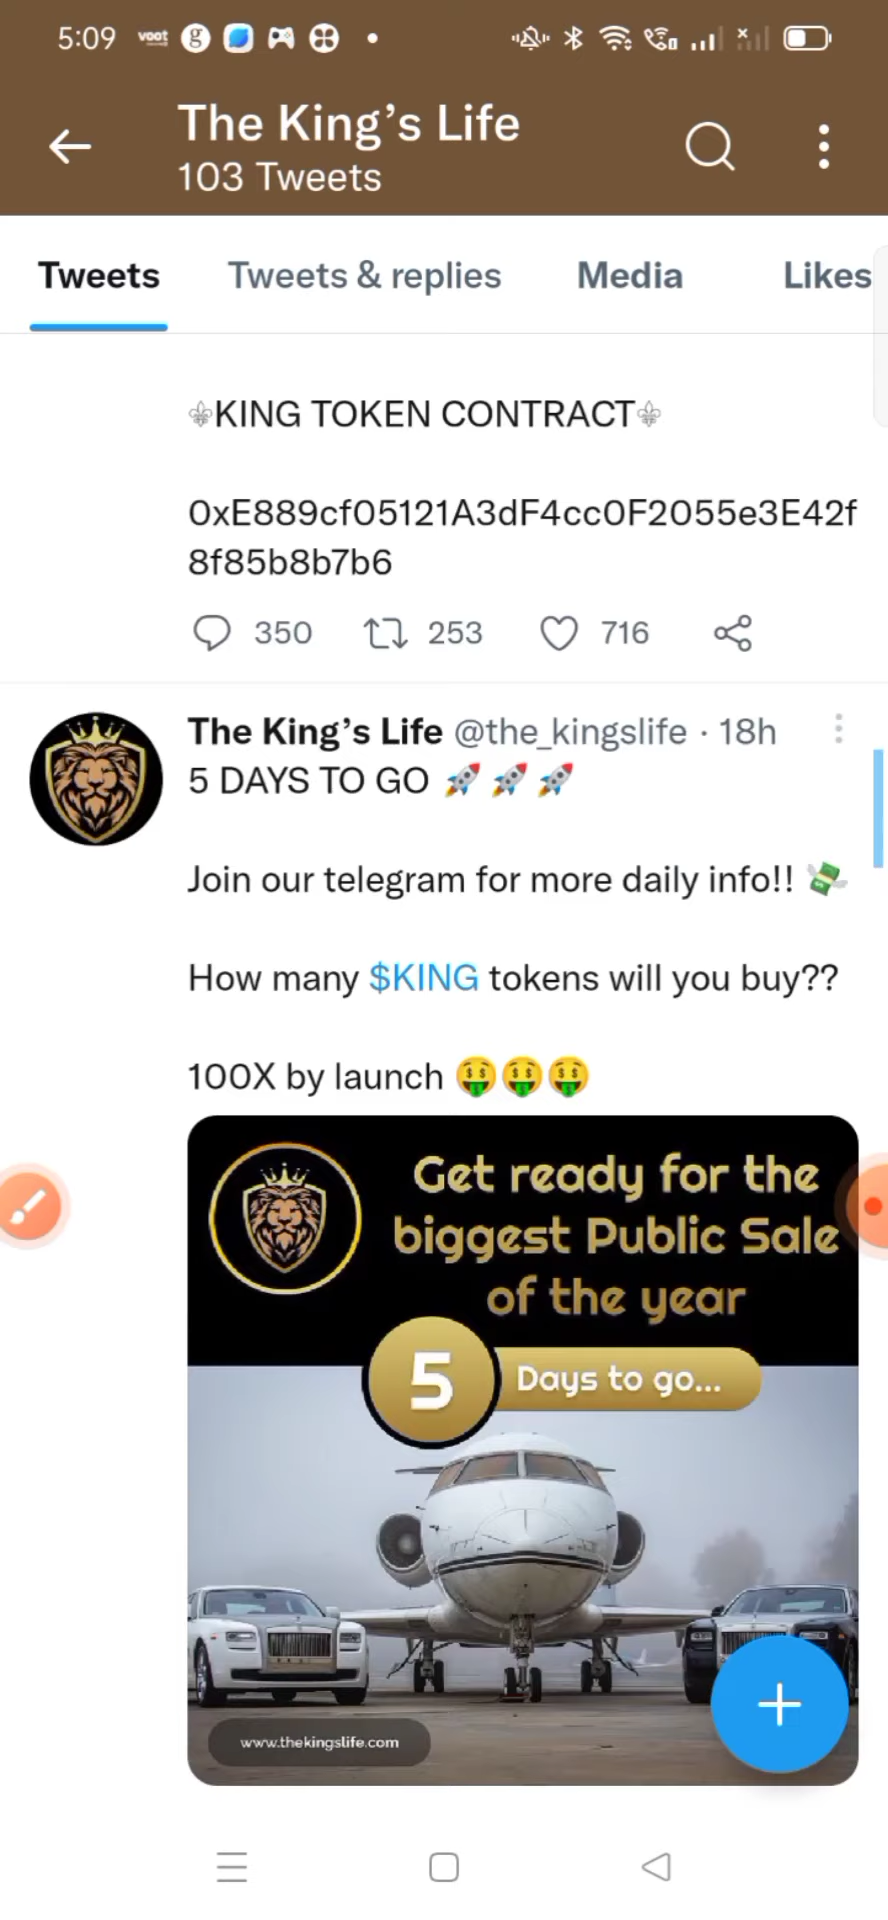 5:09 voot g
The King's Life
103 Tweets
Tweets Tweets & replies Media Likes
⚜KING TOKEN CONTRACT⚜
0xE889cf05121A3dF4cc0F2055e3E42f
8f85b8b7b6
350 253 716
The King's Life @the_kingslife · 18h
5 DAYS TO GO 🚀🚀🚀
Join our telegram for more daily info!! 💸
How many $KING tokens will you buy??
100X by launch 🤑🤑🤑
Get ready for the
biggest Public Sale
of the year
5 Days to go...
www.thekingslife.com